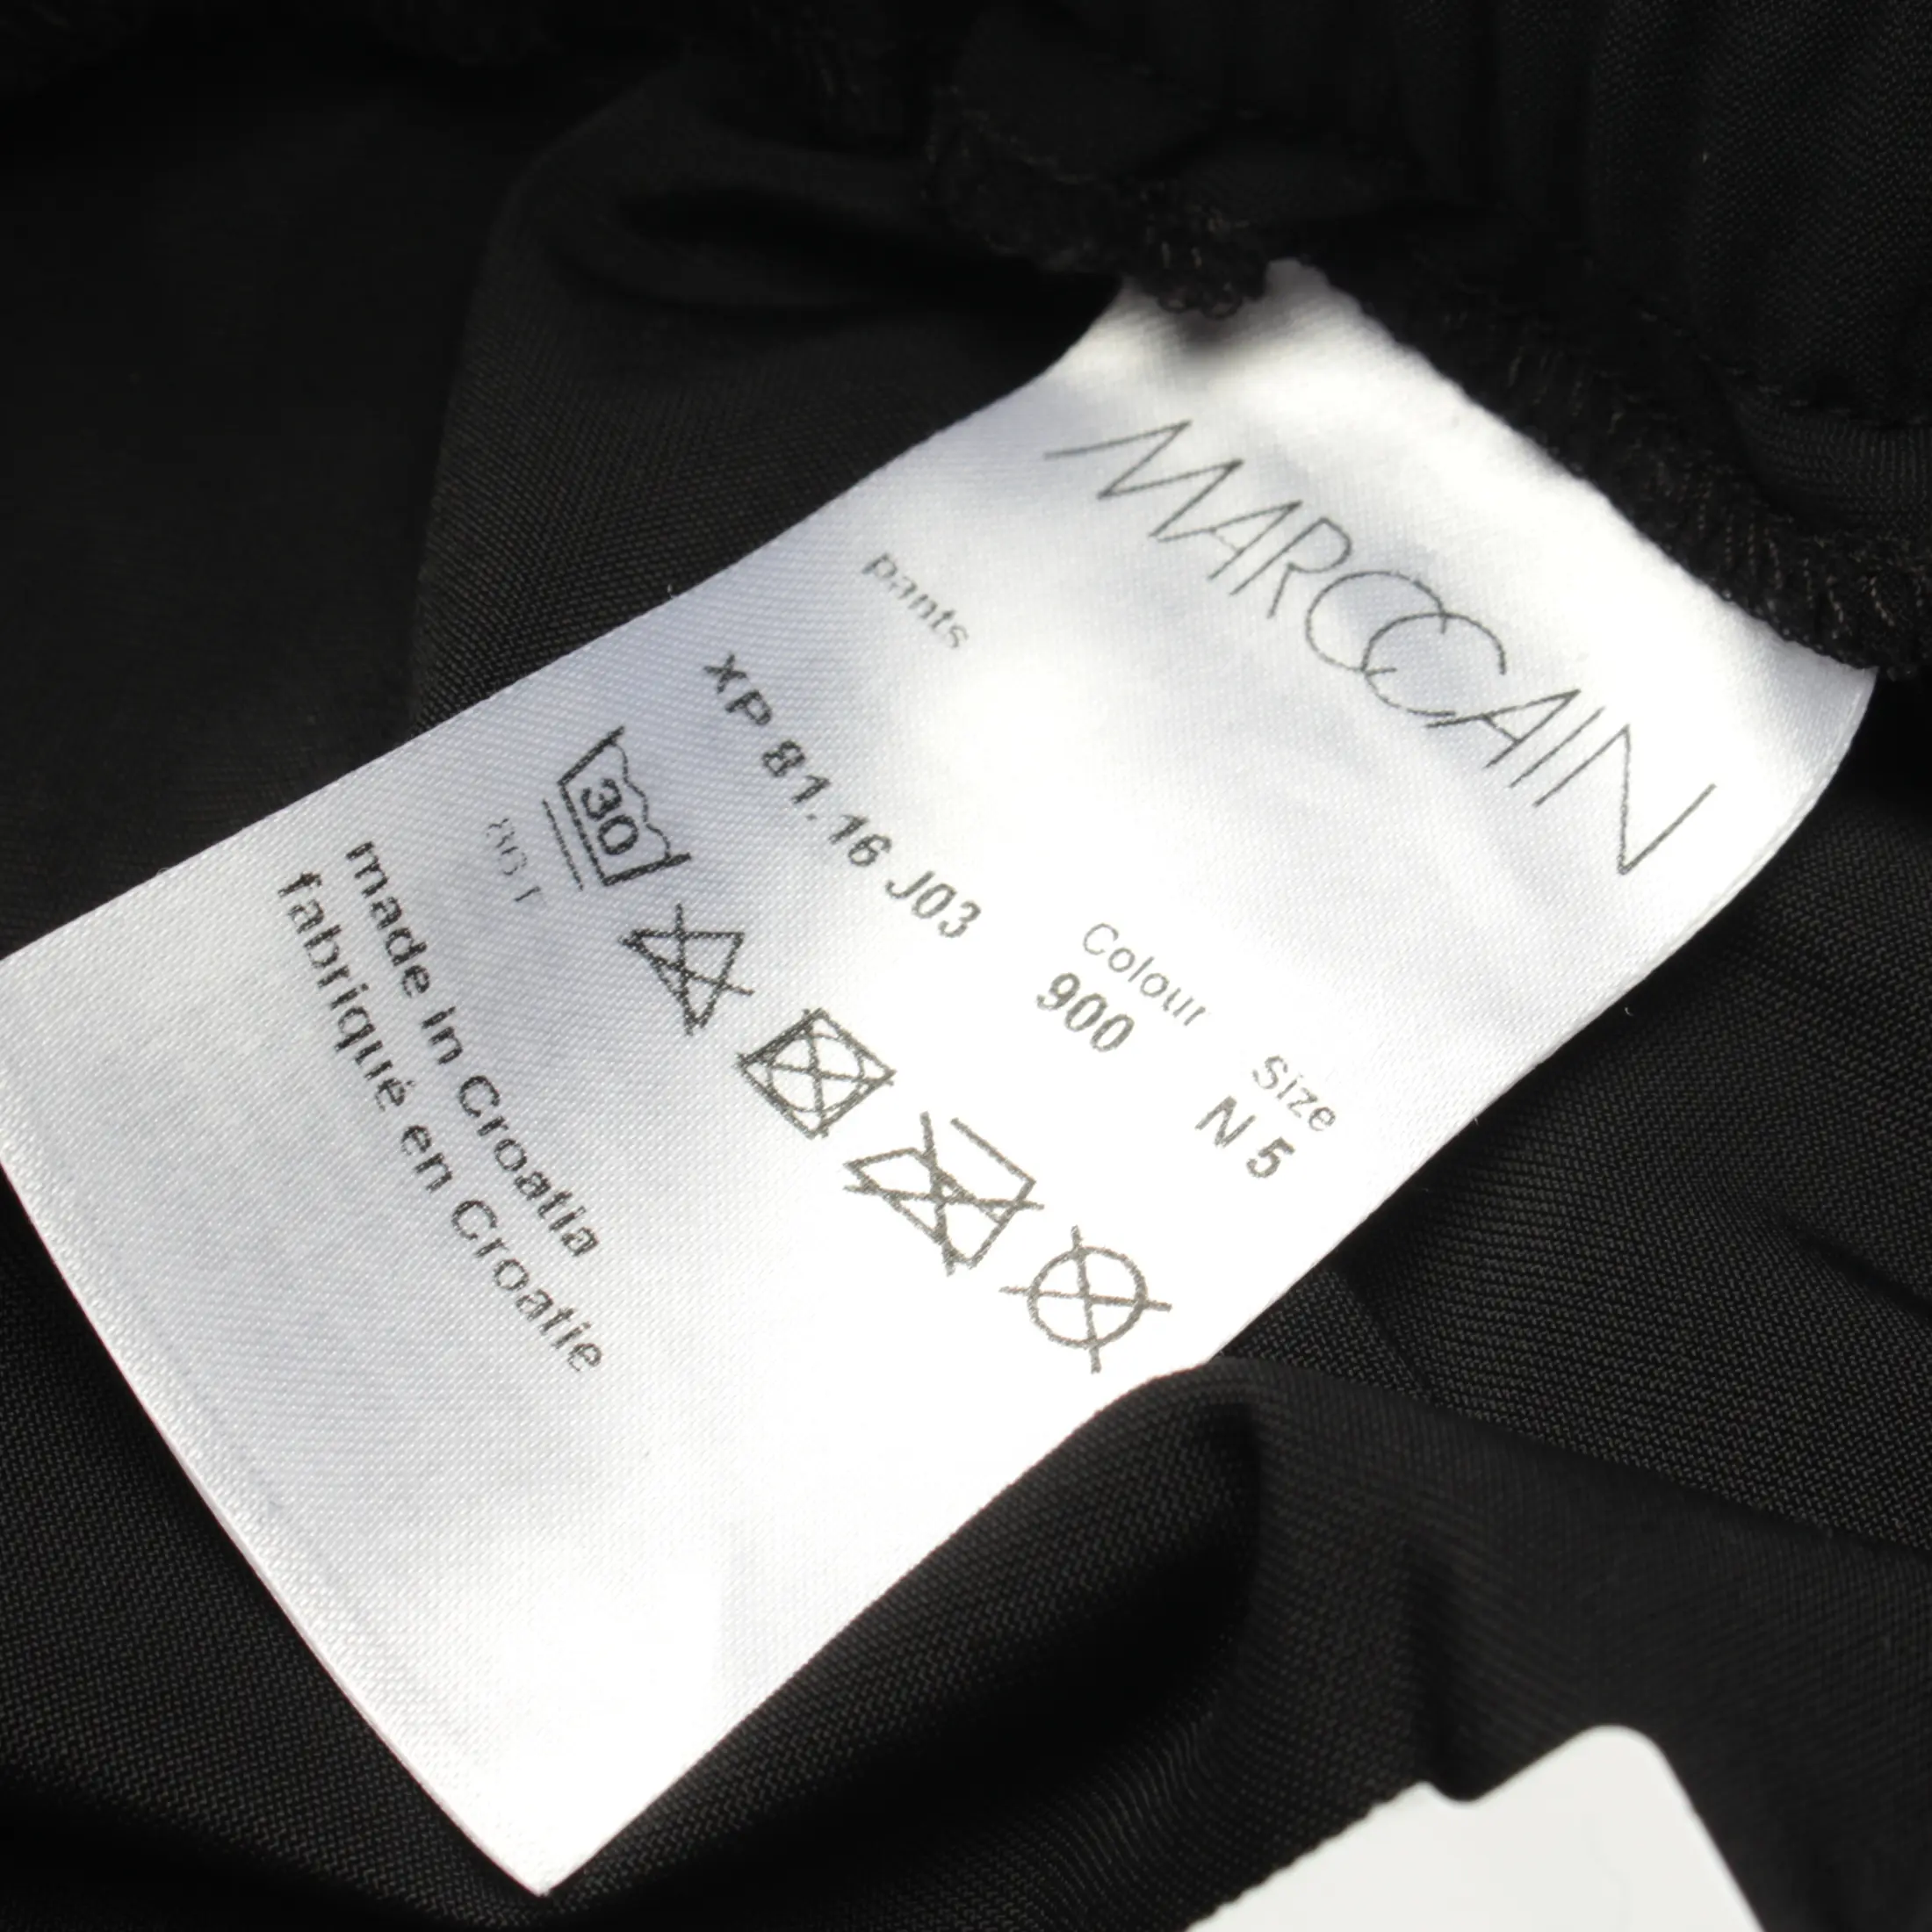 MARCCAIN
pants
XP 81.16 J03
Colour
900
Size
N 5
30
made in Croatia
fabriqué en Croatie